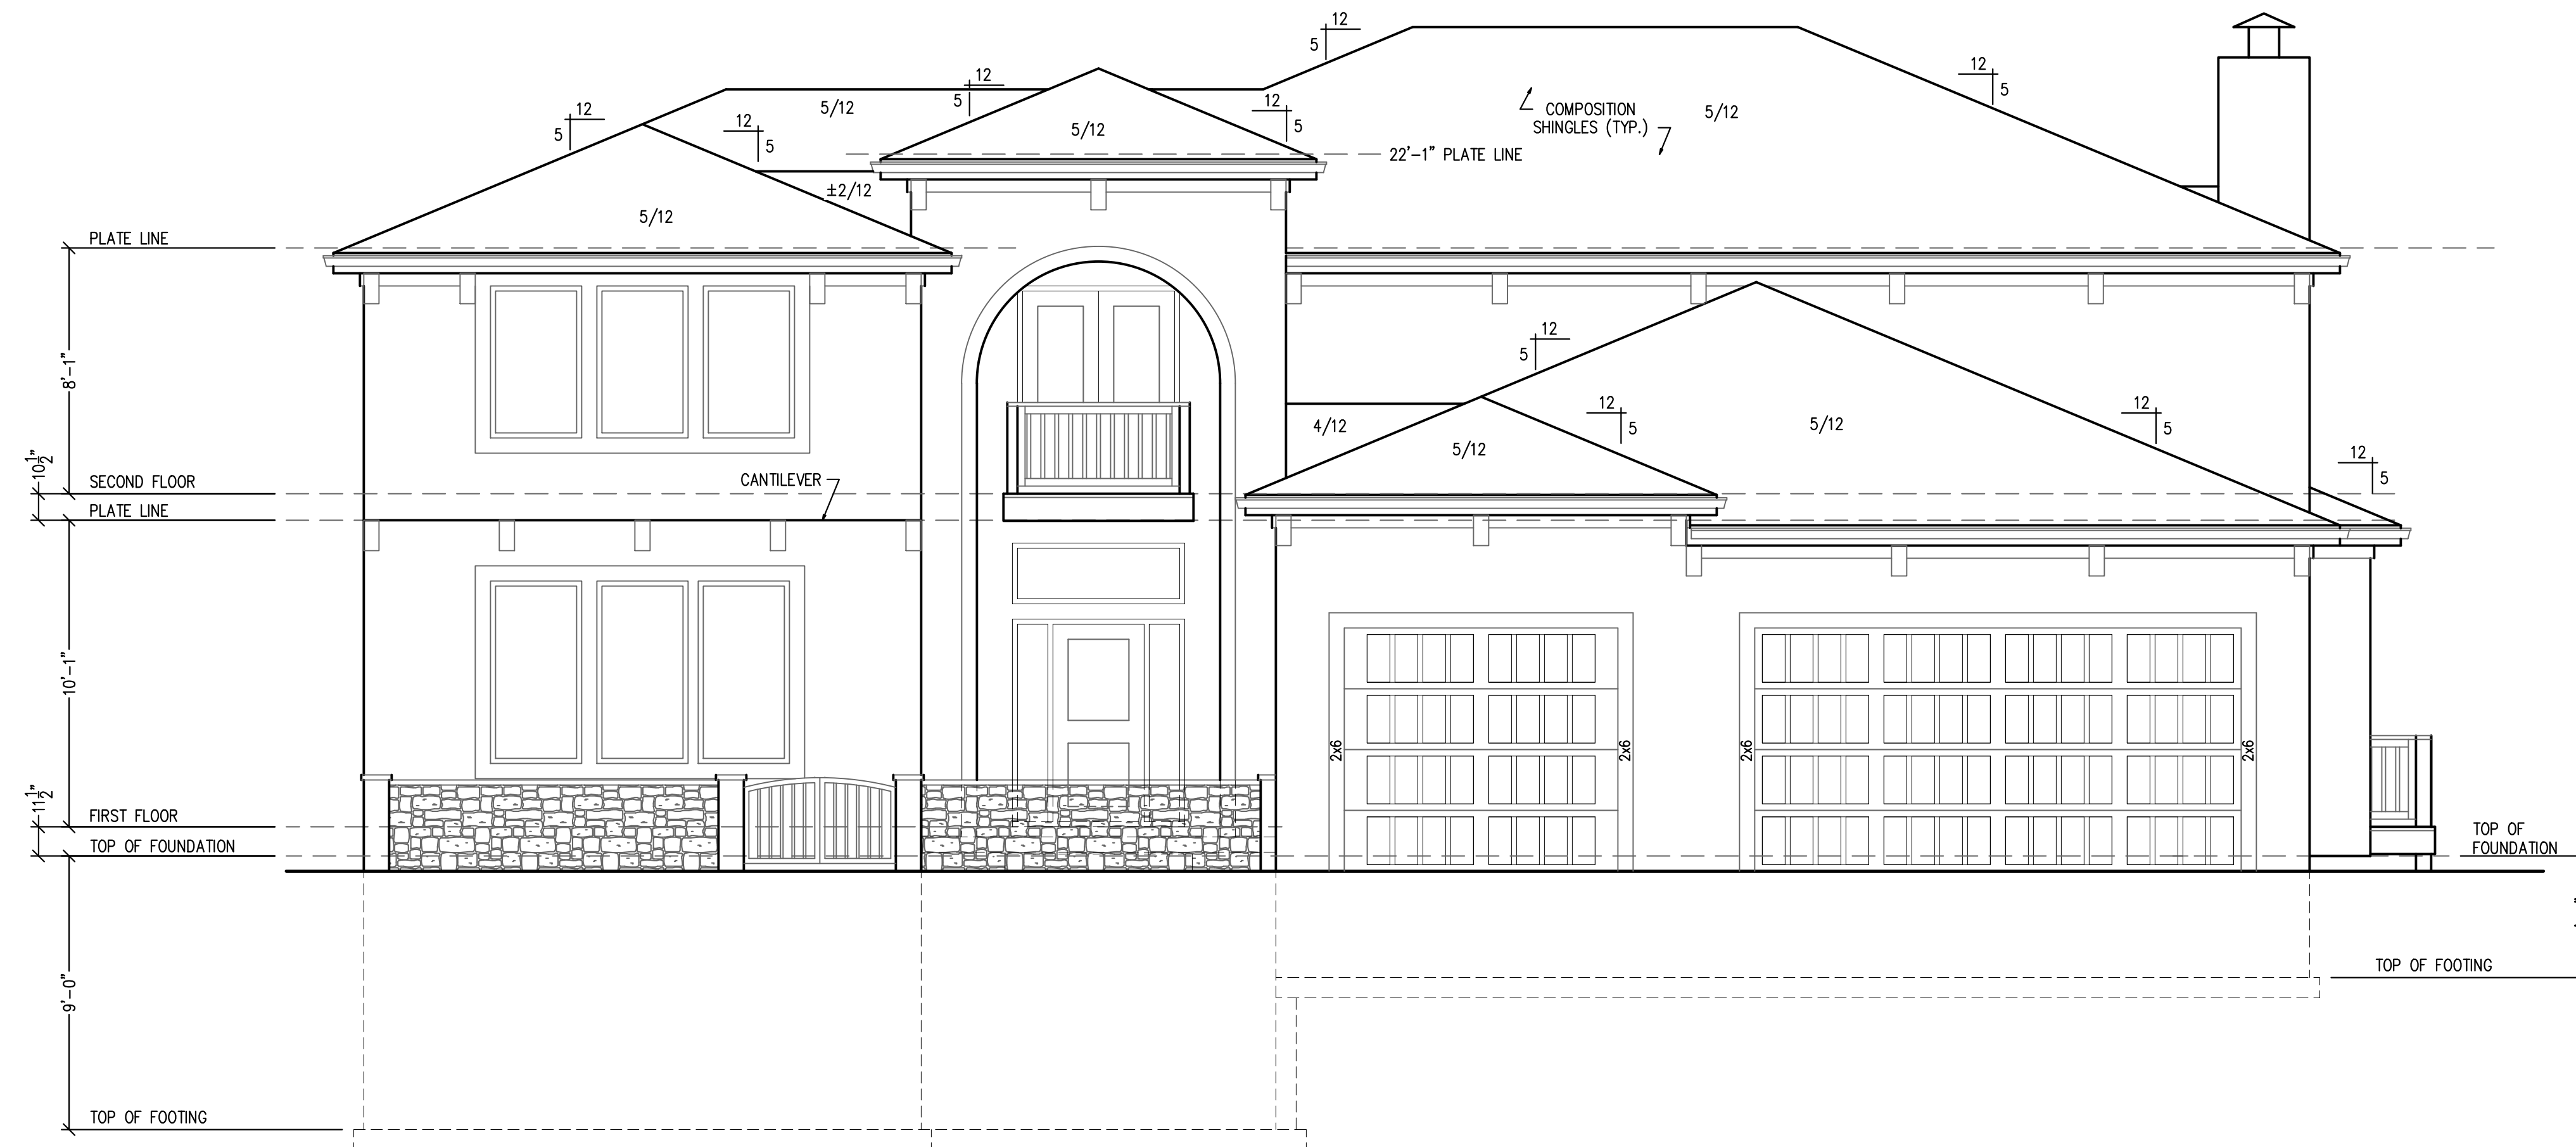 12
5
12
5
12
5
12
5
12
5
12
5
5/12
5/12
5/12
COMPOSITION
SHINGLES (TYP.)
22'-1" PLATE LINE
±2/12
5/12
PLATE LINE
8'-1"
12
5
12
5
12
5
4/12
5/12
5/12
12
5
10 1/2"
SECOND FLOOR
CANTILEVER
PLATE LINE
10'-1"
2x6
2x6
2x6
2x6
11 1/2"
FIRST FLOOR
TOP OF FOUNDATION
TOP OF
FOUNDATION
9'-0"
TOP OF FOOTING
TOP OF FOOTING